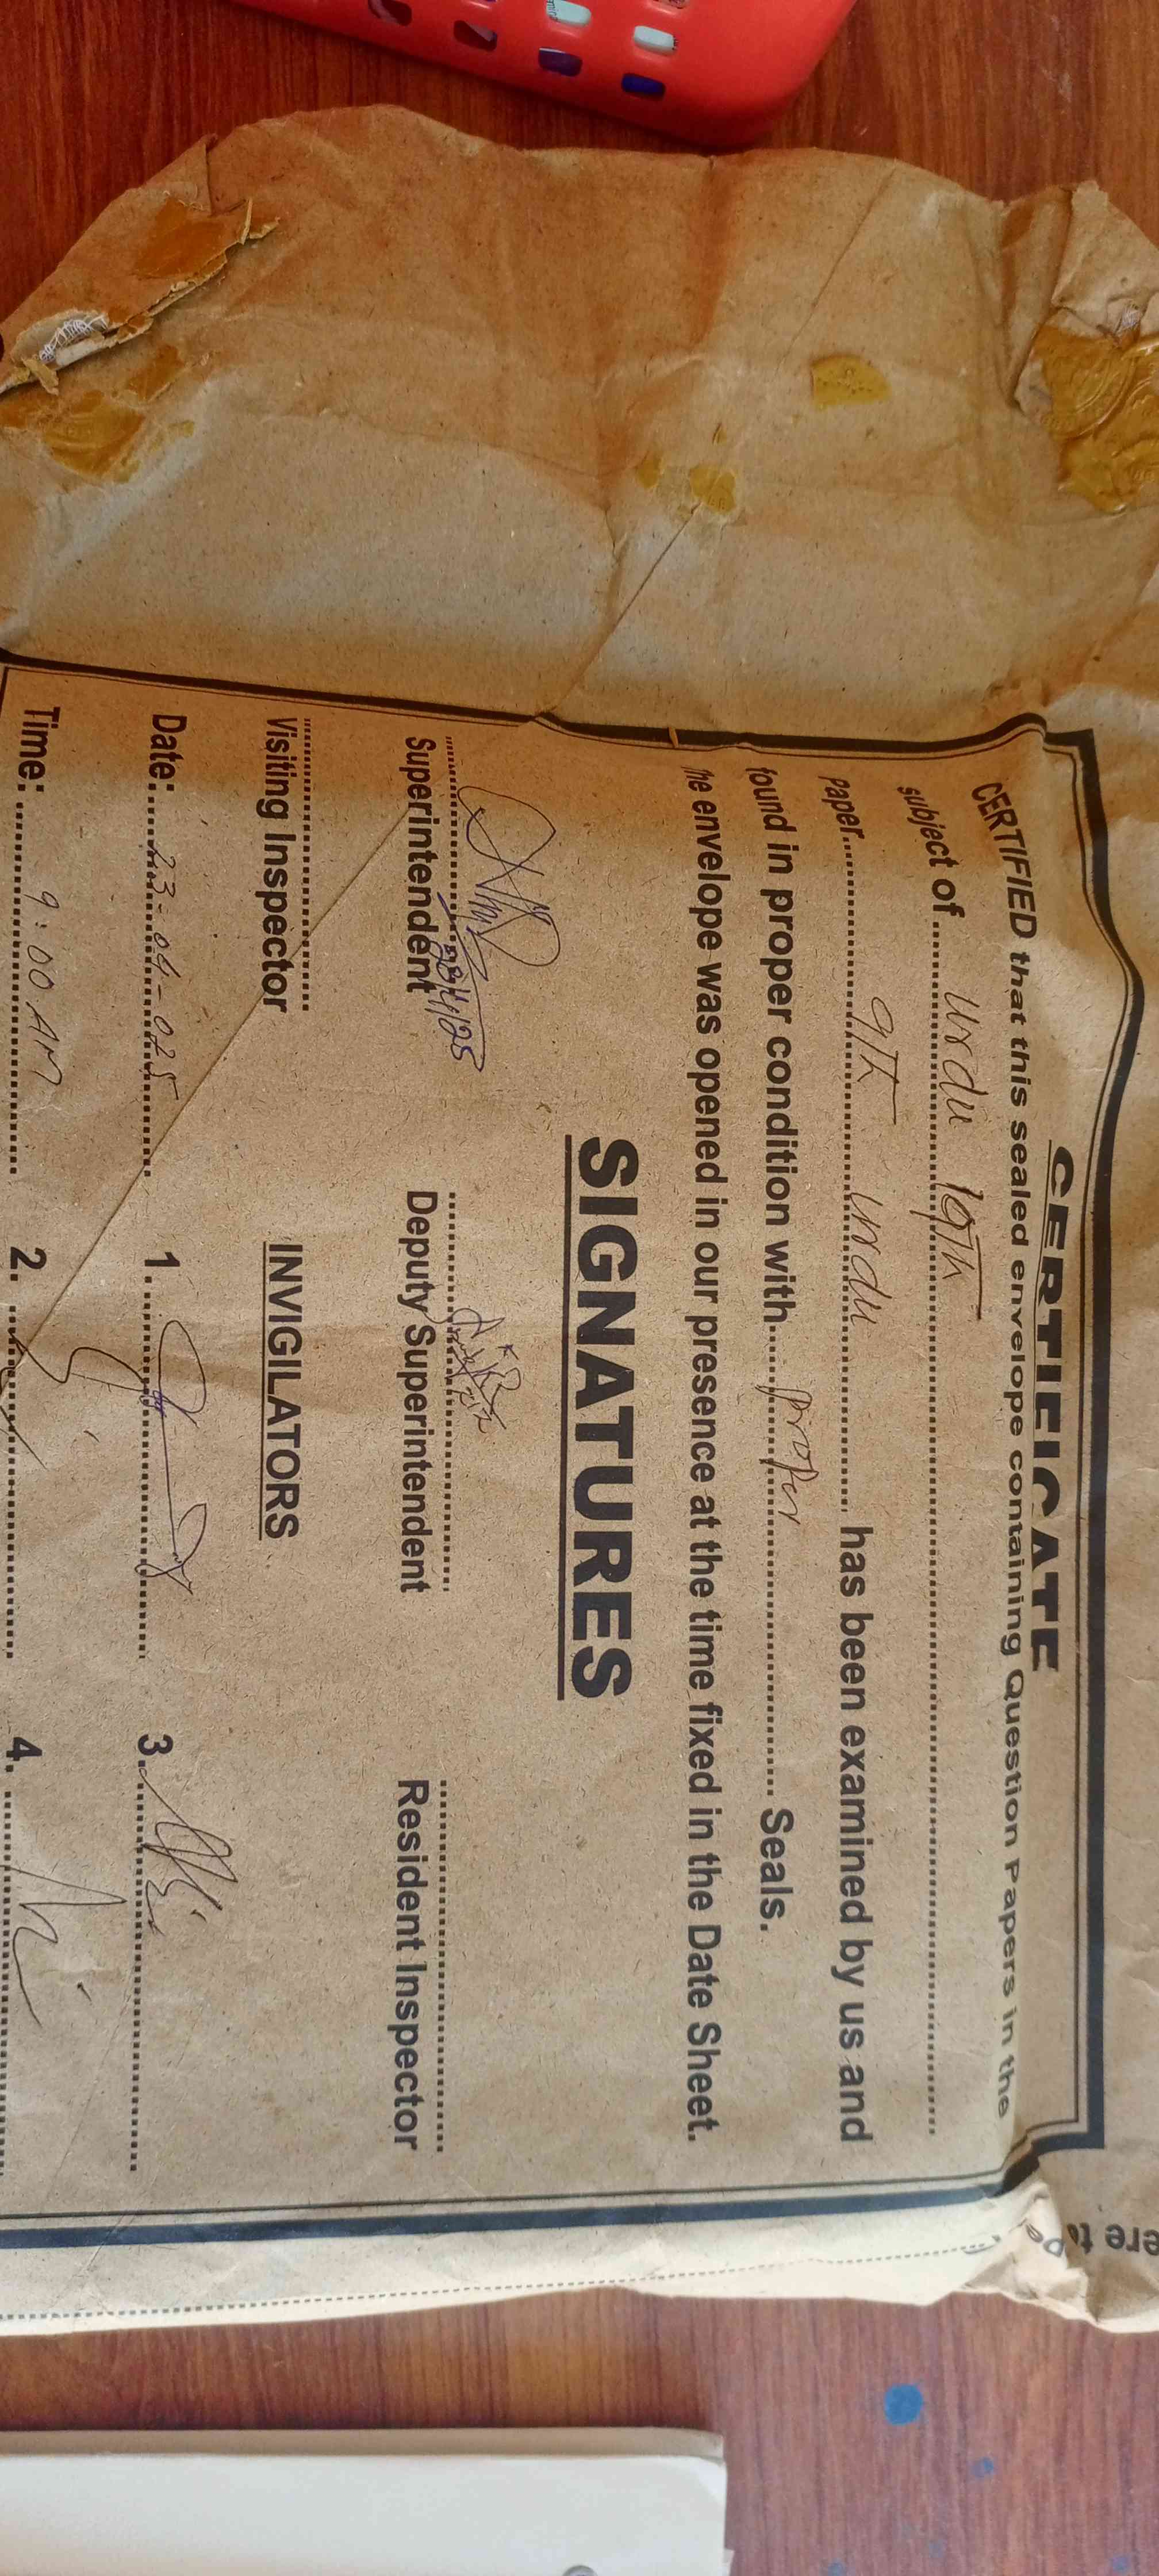 CERTIFICATE
CERTIFIED that this sealed envelope containing Question Papers in the
subject of.......... Urdu 10Th ..........
paper.......... 9Th Urdu .......... has been examined by us and
found in proper condition with..... proper .......... Seals.
he envelope was opened in our presence at the time fixed in the Date Sheet.
SIGNATURES
Superintendent Deputy Superintendent Resident Inspector
Visiting Inspector INVIGILATORS
Date: 23-04-025 1. 3.
Time: 9:00 AM 2. 4.
ere to